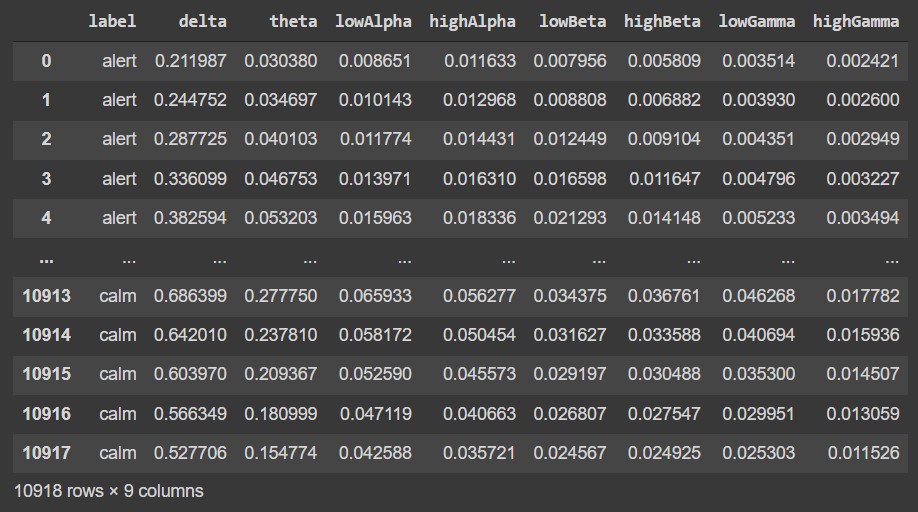 label delta theta lowAlpha highAlpha lowBeta highBeta lowGamma highGamma
0 alert 0.211987 0.030380 0.008651 0.011633 0.007956 0.005809 0.003514 0.002421
1 alert 0.244752 0.034697 0.010143 0.012968 0.008808 0.006882 0.003930 0.002600
2 alert 0.287725 0.040103 0.011774 0.014431 0.012449 0.009104 0.004351 0.002949
3 alert 0.336099 0.046753 0.013971 0.016310 0.016598 0.011647 0.004796 0.003227
4 alert 0.382594 0.053203 0.015963 0.018336 0.021293 0.014148 0.005233 0.003494
... ... ... ... ... ... ... ... ... ...
10913 calm 0.686399 0.277750 0.065933 0.056277 0.034375 0.036761 0.046268 0.017782
10914 calm 0.642010 0.237810 0.058172 0.050454 0.031627 0.033588 0.040694 0.015936
10915 calm 0.603970 0.209367 0.052590 0.045573 0.029197 0.030488 0.035300 0.014507
10916 calm 0.566349 0.180999 0.047119 0.040663 0.026807 0.027547 0.029951 0.013059
10917 calm 0.527706 0.154774 0.042588 0.035721 0.024567 0.024925 0.025303 0.011526
10918 rows × 9 columns